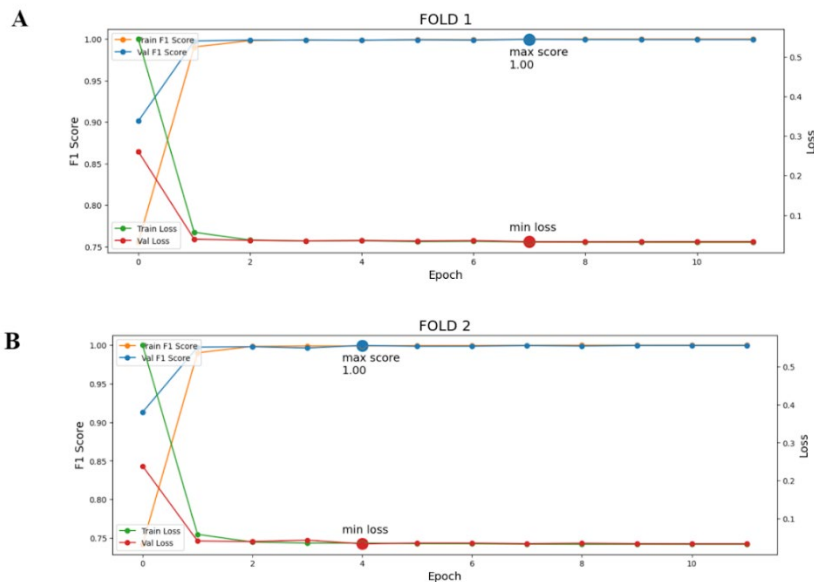 A
FOLD 1
1.00
0.95
0.90
0.85
0.80
0.75
F1 Score
Train F1 Score
Val F1 Score
max score
1.00
min loss
Train Loss
Val Loss
0.5
0.4
0.3
0.2
0.1
Loss
0 2 4 6 8 10
Epoch
B
FOLD 2
1.00
0.95
0.90
0.85
0.80
0.75
F1 Score
Train F1 Score
Val F1 Score
max score
1.00
min loss
Train Loss
Val Loss
0.5
0.4
0.3
0.2
0.1
Loss
0 2 4 6 8 10
Epoch